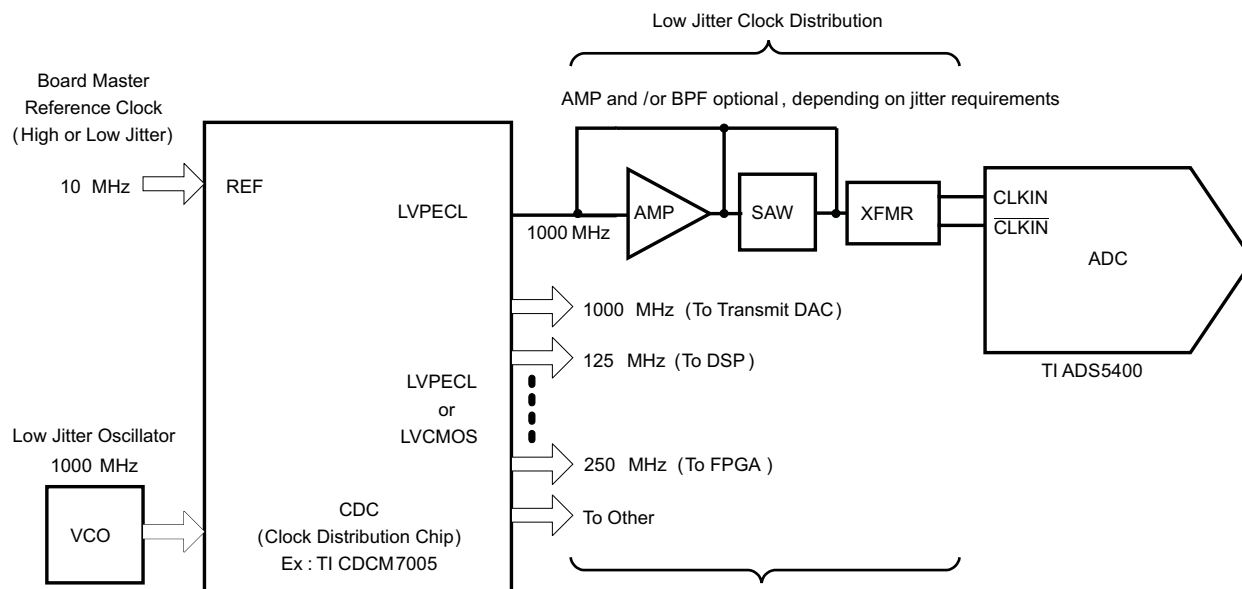 Low Jitter Clock Distribution
Board Master
Reference Clock
(High or Low Jitter)
10 MHz
REF
AMP and /or BPF optional, depending on jitter requirements
LVPECL
1000 MHz
AMP
SAW
XFMR
CLKIN
CLKIN
ADC
TI ADS5400
1000 MHz (To Transmit DAC)
125 MHz (To DSP)
LVPECL
or
LVCMOS
250 MHz (To FPGA)
To Other
Low Jitter Oscillator
1000 MHz
VCO
CDC
(Clock Distribution Chip)
Ex : TI CDCM7005